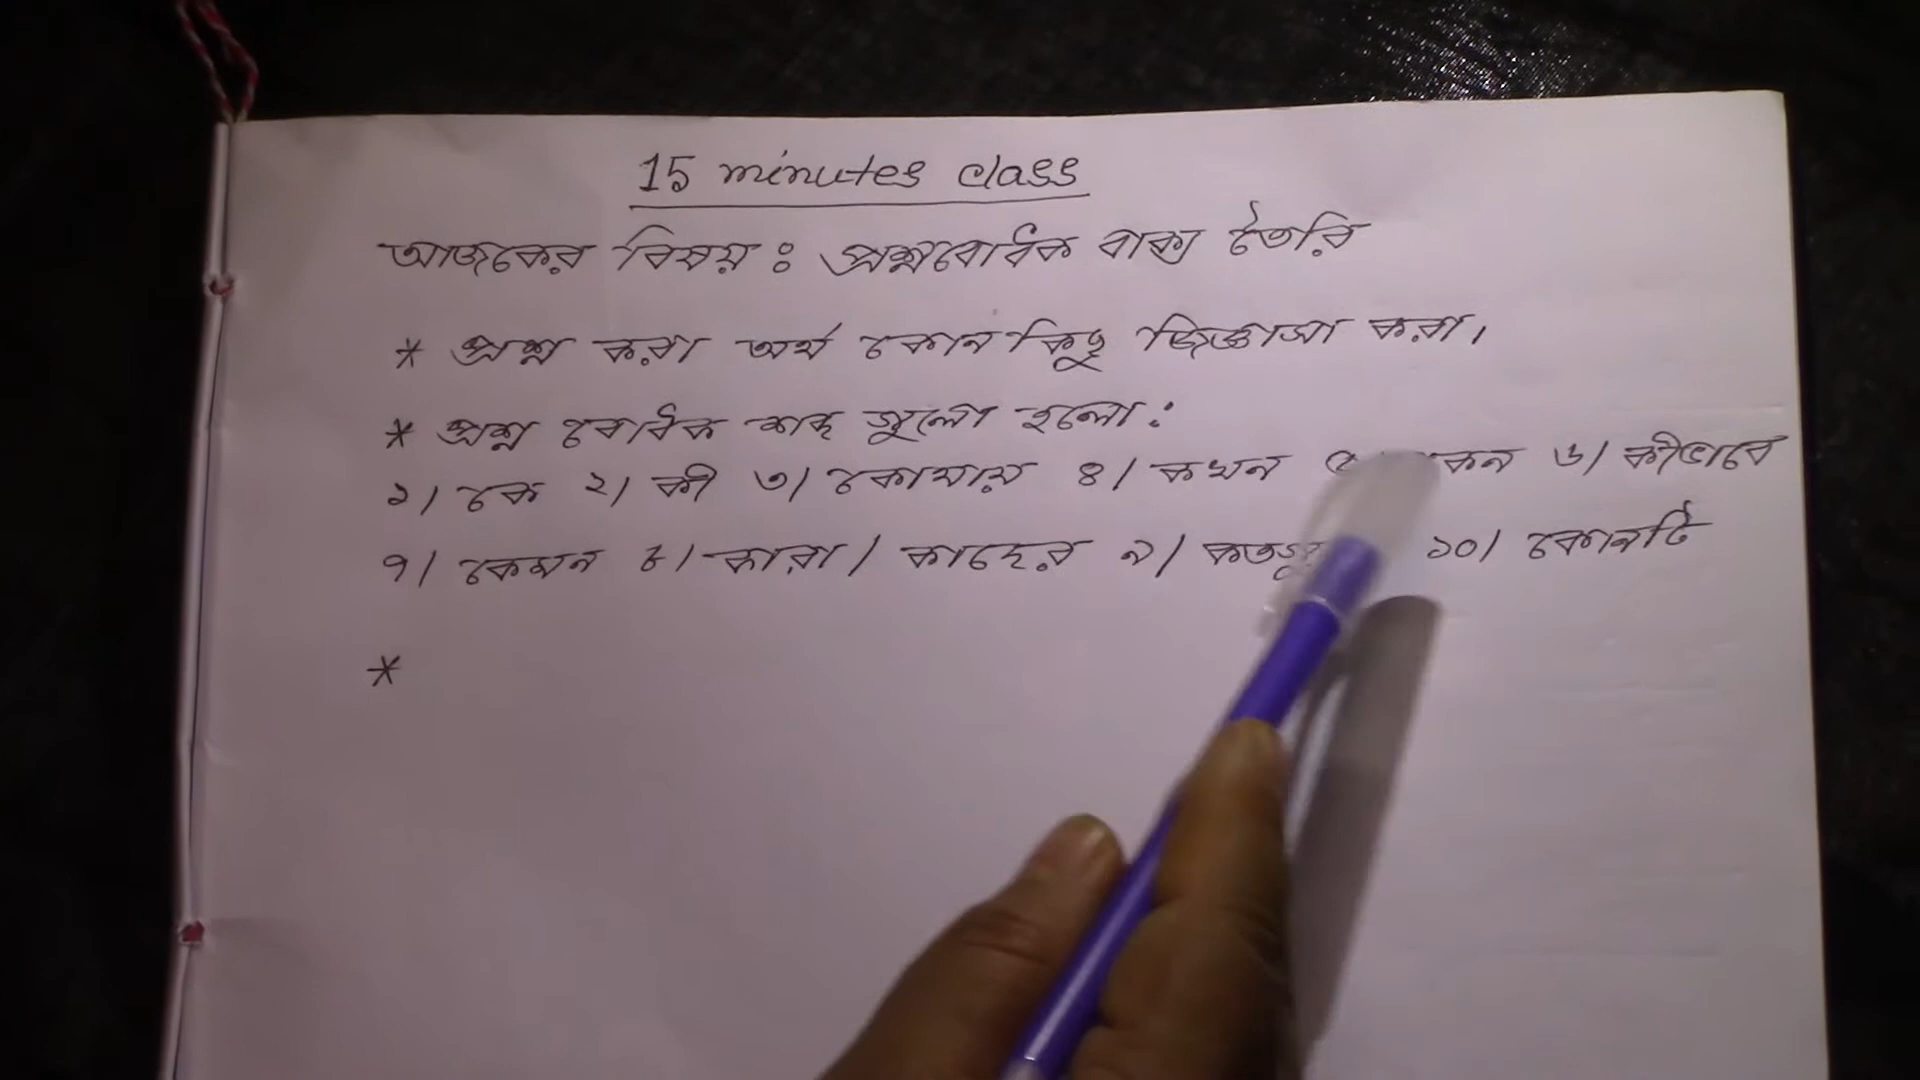 15 minutes class
আজকের বিষয়ঃ প্রশ্নবোধক বাক্য তৈরি
* প্রশ্ন করা অর্থ কোন কিছু জিজ্ঞাসা করা।
* প্রশ্ন বোধক শব্দ গুলো হলো:
১/ কে ২/ কী ৩/ কোথায় ৪/ কখন ৫ কেন ৬/ কীভাবে
৭/ কেমন ৮/ কারা / কাদের ৯/ ১০/ কোনটি
*